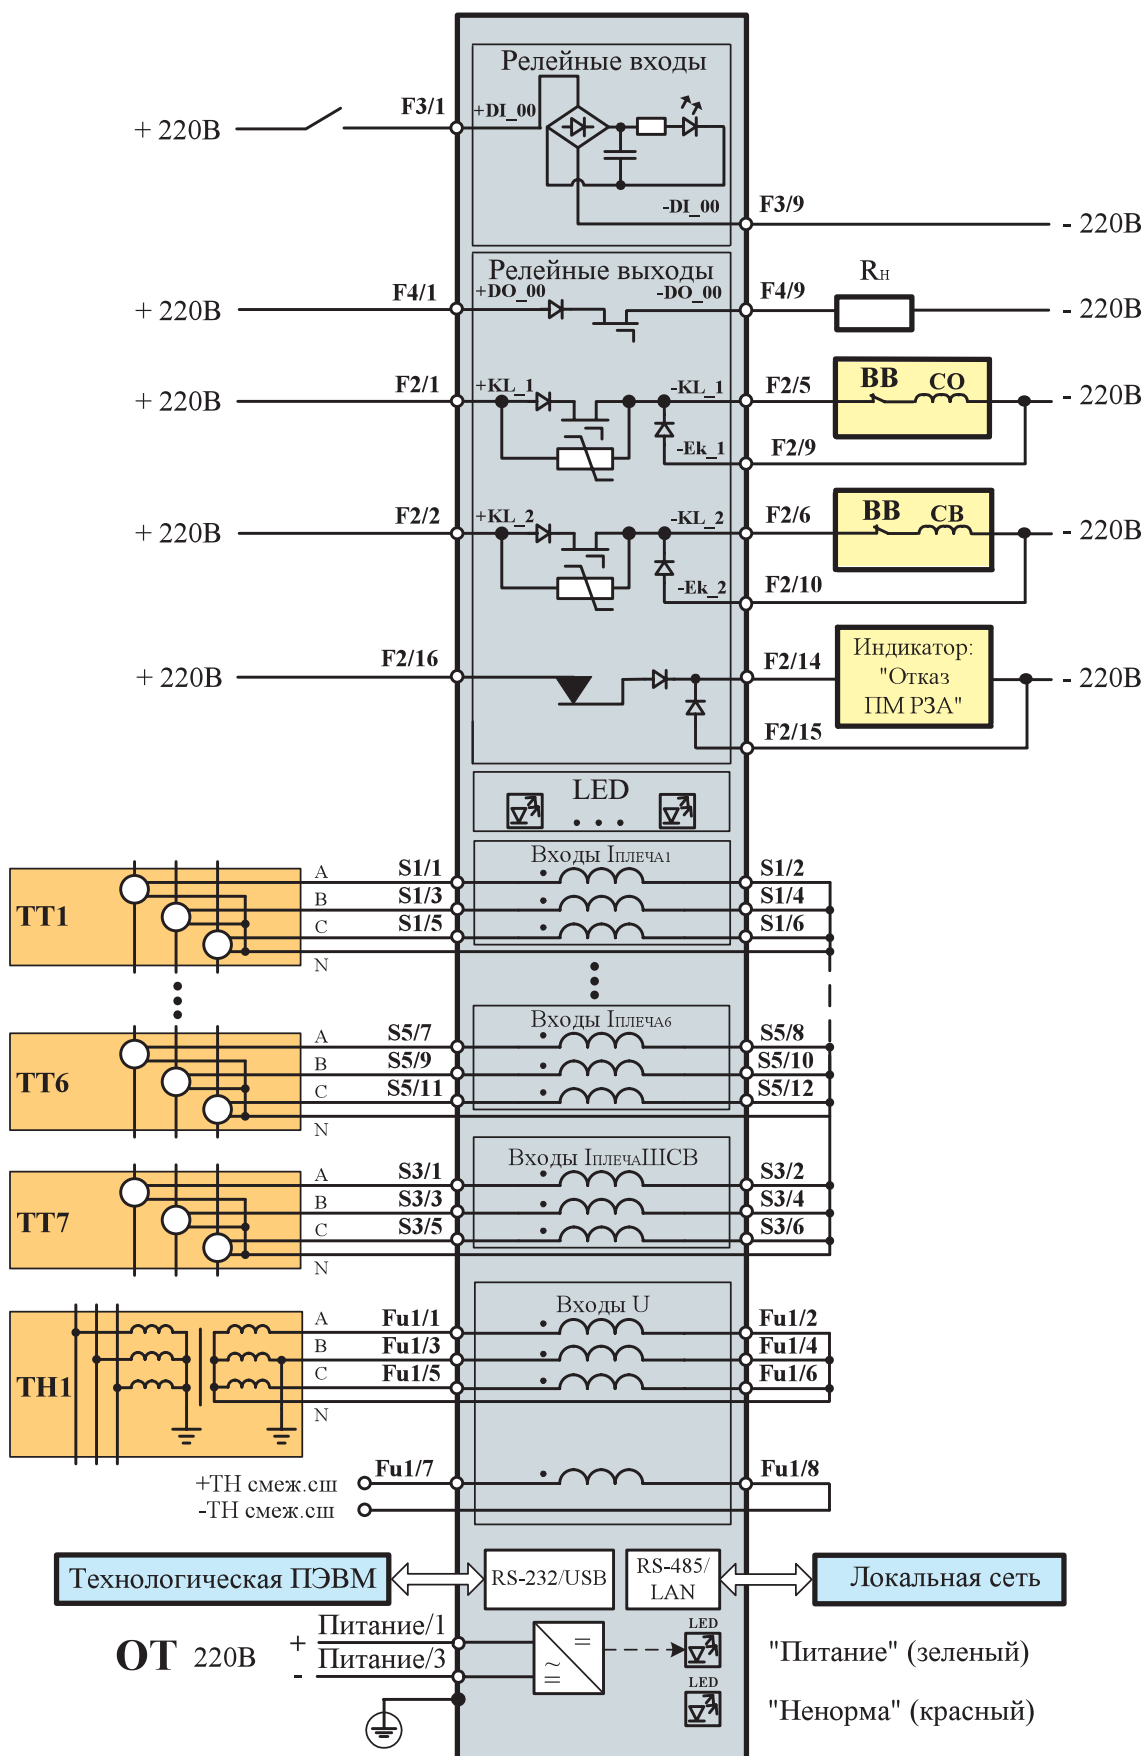 Релейные входы
+ 220В F3/1 +DI_00
-DI_00 F3/9 - 220В
Релейные выходы
+ 220В F4/1 +DO_00 -DO_00 F4/9 Rн - 220В
+ 220В F2/1 +KL_1 -KL_1 F2/5 ВВ СО - 220В
-Ek_1 F2/9
+ 220В F2/2 +KL_2 -KL_2 F2/6 ВВ СВ - 220В
-Ek_2 F2/10
+ 220В F2/16 F2/14 Индикатор: - 220В
"Отказ
ПМ РЗА"
F2/15
LED
Входы IПЛЕЧА1
ТТ1
A S1/1 S1/2
B S1/3 S1/4
C S1/5 S1/6
N
Входы IПЛЕЧА6
ТТ6
A S5/7 S5/8
B S5/9 S5/10
C S5/11 S5/12
N
Входы IПЛЕЧАШСВ
ТТ7
A S3/1 S3/2
B S3/3 S3/4
C S3/5 S3/6
N
Входы U
ТН1
A Fu1/1 Fu1/2
B Fu1/3 Fu1/4
C Fu1/5 Fu1/6
N
+ТН смеж.сш Fu1/7 Fu1/8
-ТН смеж.сш
Технологическая ПЭВМ RS-232/USB RS-485/ Локальная сеть
LAN
ОТ 220В + Питание/1
- Питание/3
= ~ =
LED "Питание" (зеленый)
LED "Ненорма" (красный)